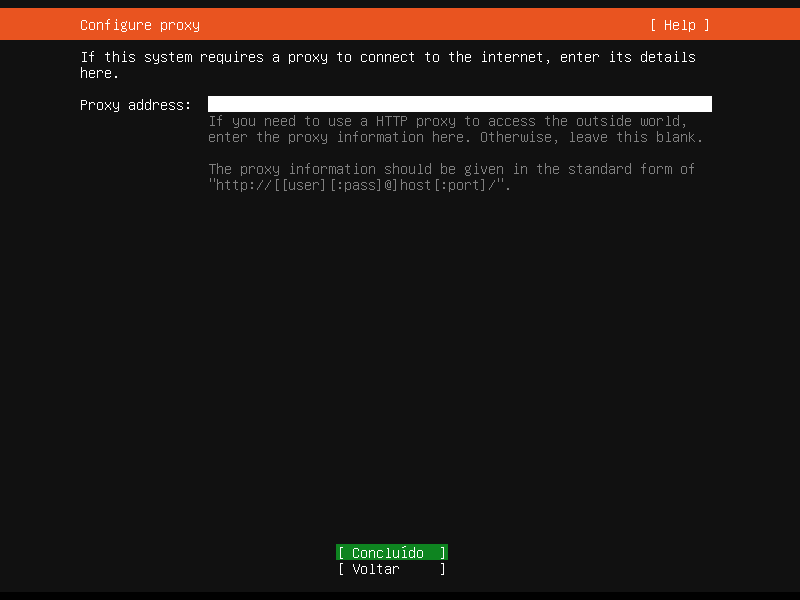 Configure proxy [ Help ]
If this system requires a proxy to connect to the internet, enter its details
here.
Proxy address:
If you need to use a HTTP proxy to access the outside world,
enter the proxy information here. Otherwise, leave this blank.
The proxy information should be given in the standard form of
"http://[[user][:pass]@]host[:port]/".
[ Concluído ]
[ Voltar ]